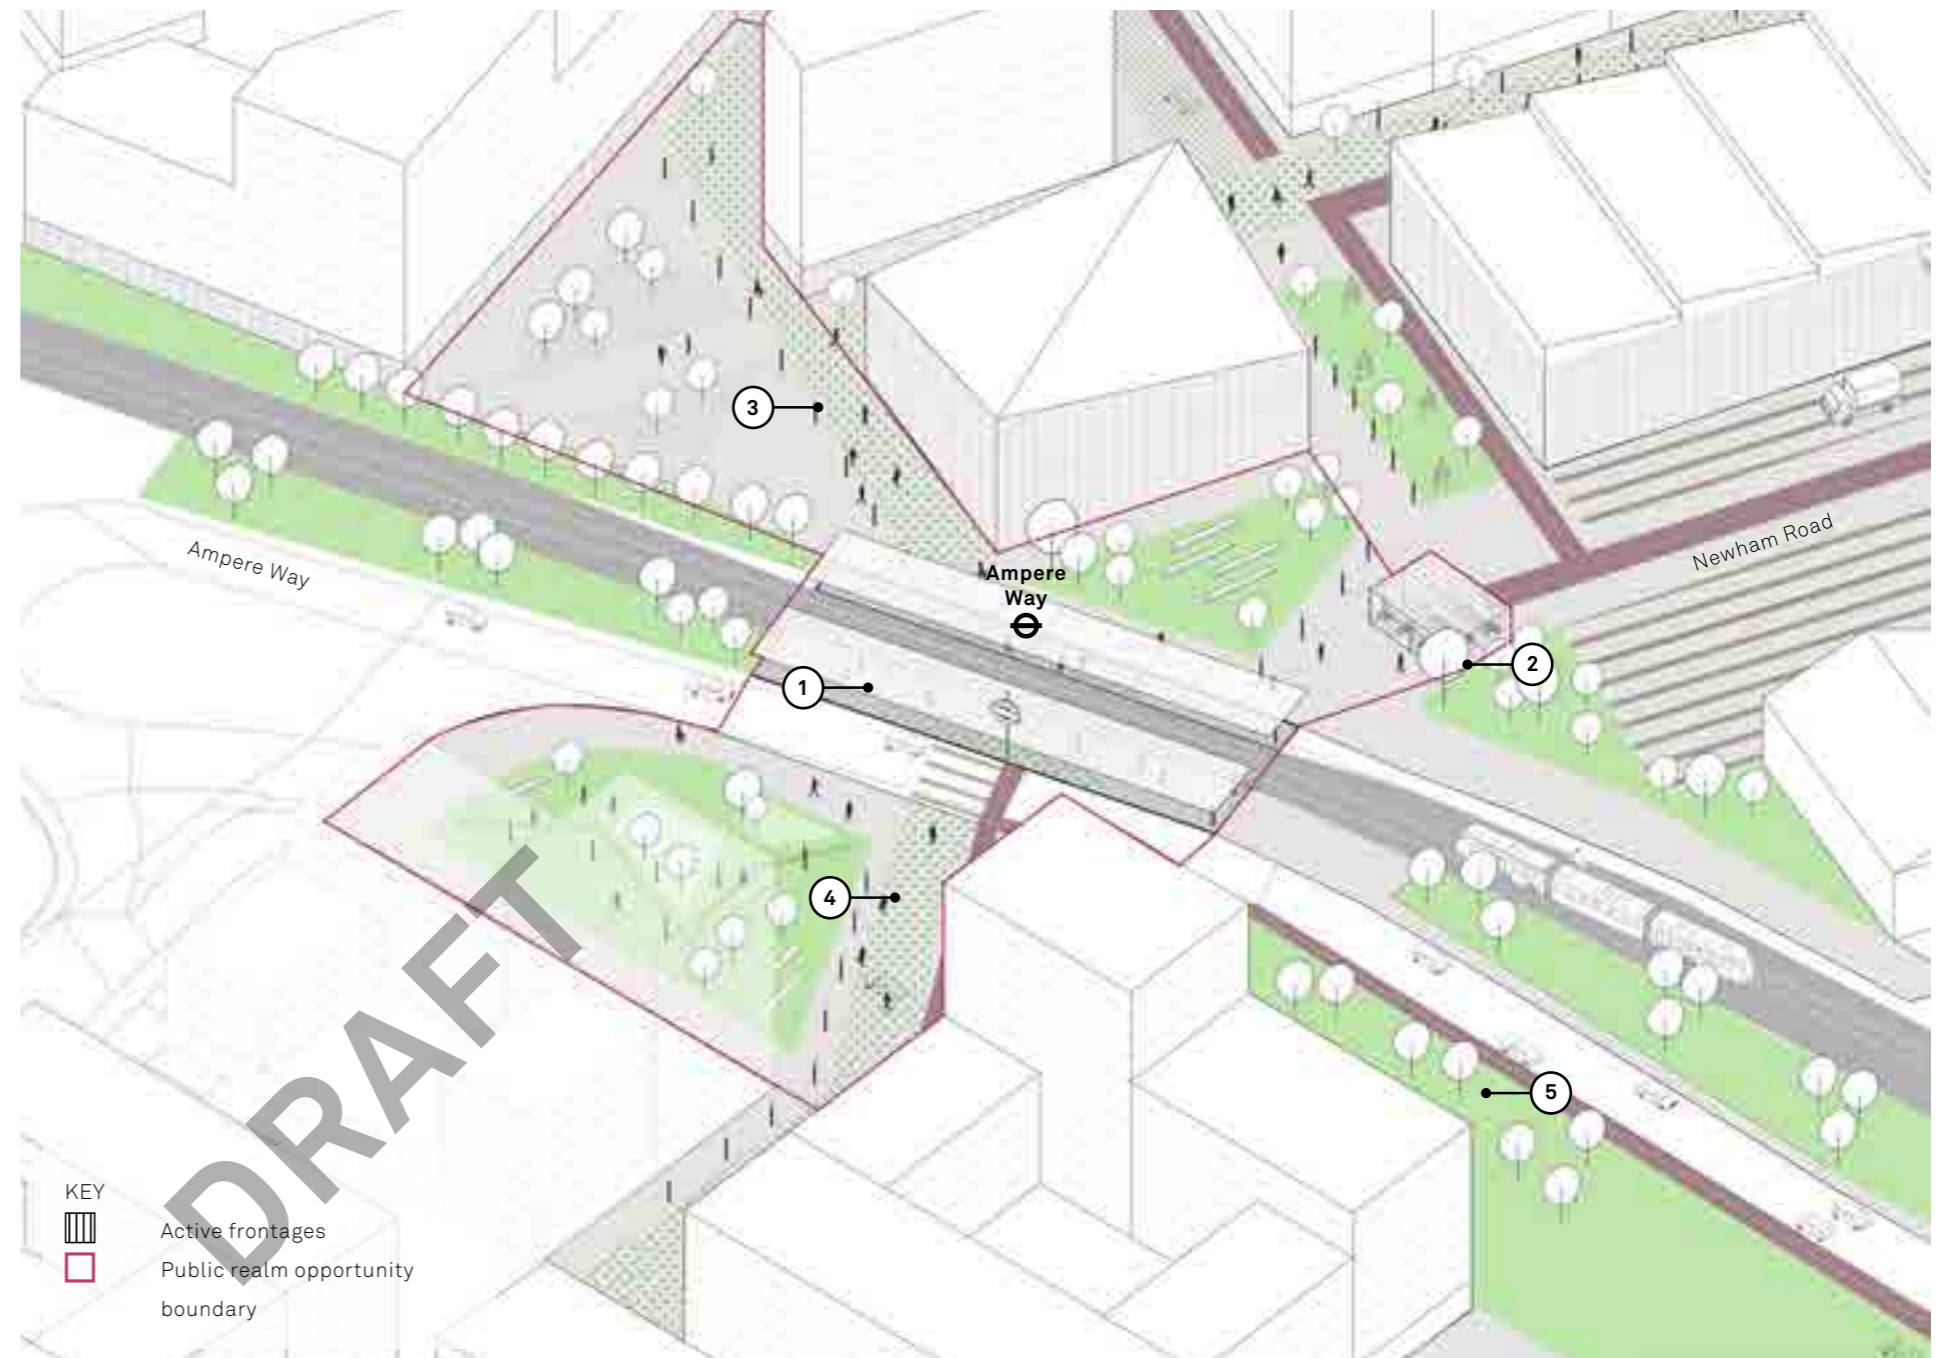 3
Ampere Way
Newham Road
Ampere
Way
2
1
4
5
DRAFT
KEY
Active frontages
Public realm opportunity
boundary